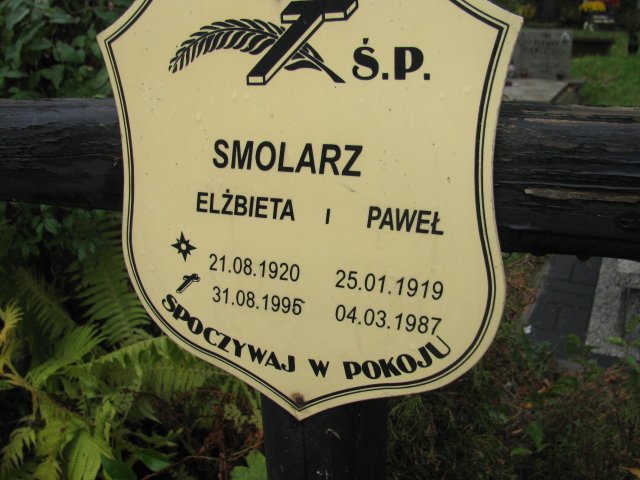 Ś.P.
SMOLARZ
ELŻBIETA I PAWEŁ
21.08.1920 25.01.1919
31.08.1995 04.03.1987
SPOCZYWAJ W POKOJU